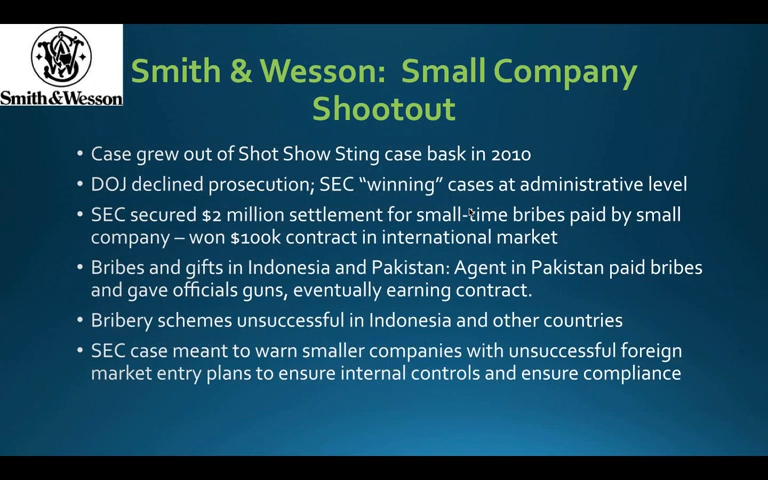 Smith & Wesson: Small Company
Shootout
Smith & Wesson
• Case grew out of Shot Show Sting case bask in 2010
• DOJ declined prosecution; SEC “winning” cases at administrative level
• SEC secured $2 million settlement for small-time bribes paid by small
company – won $100k contract in international market
• Bribes and gifts in Indonesia and Pakistan: Agent in Pakistan paid bribes
and gave officials guns, eventually earning contract.
• Bribery schemes unsuccessful in Indonesia and other countries
• SEC case meant to warn smaller companies with unsuccessful foreign
market entry plans to ensure internal controls and ensure compliance